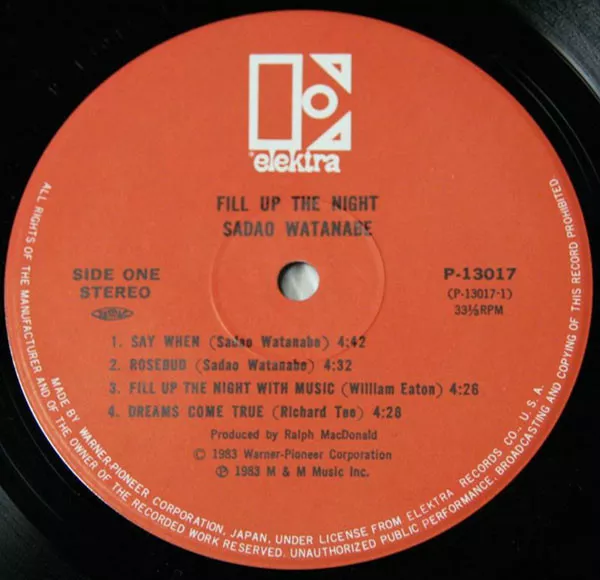 elektra
FILL UP THE NIGHT
SADAO WATANABE
SIDE ONE
STEREO
P-13017
(P-13017-1)
33⅓RPM
1. SAY WHEN (Sadao Watanabe) 4:42
2. ROSEBUD (Sadao Watanabe) 4:32
3. FILL UP THE NIGHT WITH MUSIC (William Eaton) 4:26
4. DREAMS COME TRUE (Richard Tee) 4:28
Produced by Ralph MacDonald
© 1983 Warner-Pioneer Corporation
℗ 1983 M & M Music Inc.
ALL RIGHTS OF THE MANUFACTURER AND OF THE OWNER OF THE RECORDED WORK RESERVED. UNAUTHORIZED PUBLIC PERFORMANCE, BROADCASTING AND COPYING OF THIS RECORD PROHIBITED.
MADE BY WARNER-PIONEER CORPORATION, JAPAN, UNDER LICENSE FROM ELEKTRA RECORDS CO., U.S.A.